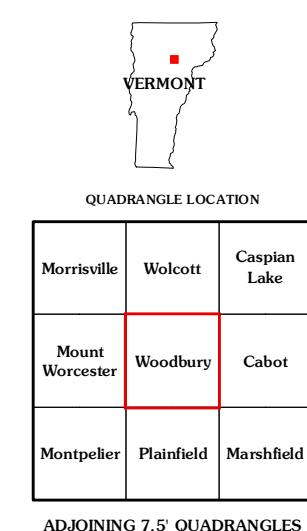 VERMONT
QUADRANGLE LOCATION
Morrisville
Wolcott
Caspian
Lake
Mount
Worcester
Woodbury
Cabot
Montpelier
Plainfield
Marshfield
ADJOINING 7.5' QUADRANGLES